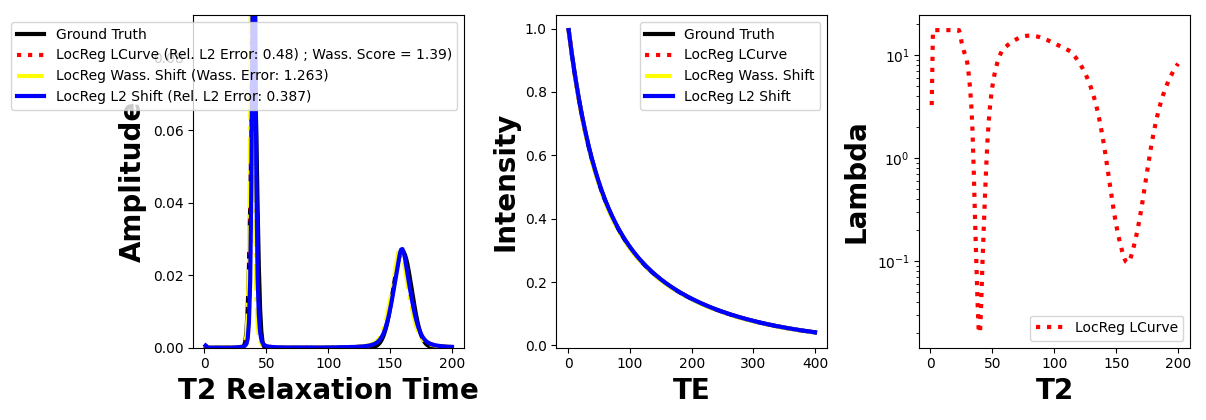 Ground Truth
LocReg LCurve (Rel. L2 Error: 0.48) ; Wass. Score = 1.39)
LocReg Wass. Shift (Wass. Error: 1.263)
LocReg L2 Shift (Rel. L2 Error: 0.387)
0.08
0.06
0.04
0.02
0.00
Amplitude
0 50 100 150 200
T2 Relaxation Time
Ground Truth
LocReg LCurve
LocReg Wass. Shift
LocReg L2 Shift
1.0
0.8
0.6
0.4
0.2
0.0
Intensity
0 100 200 300 400
TE
10¹
10⁰
10⁻¹
Lambda
LocReg LCurve
0 50 100 150 200
T2